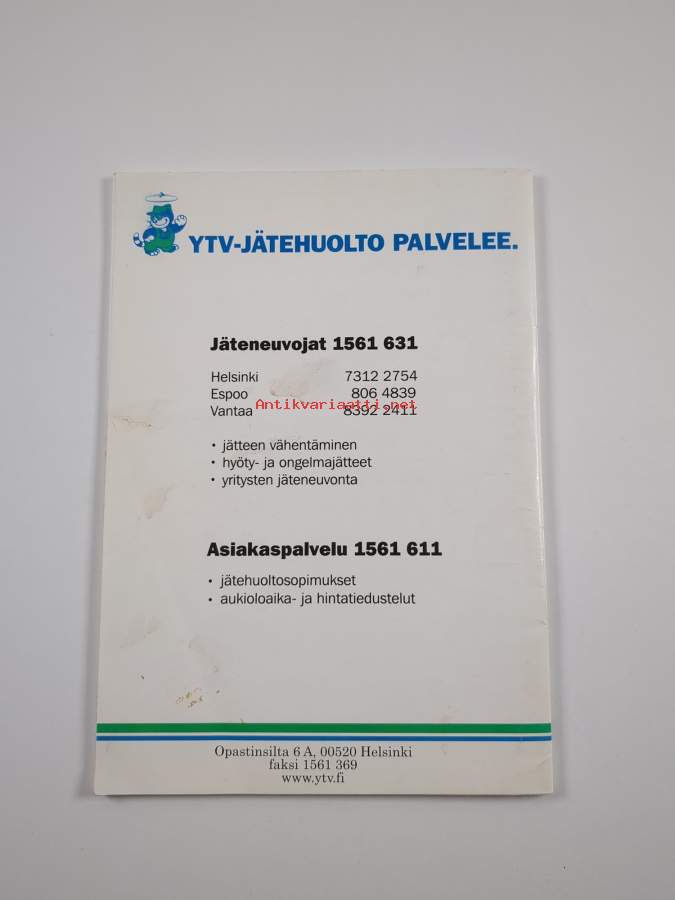 YTV-JÄTEHUOLTO PALVELEE.
Jäteneuvojat 1561 631
Helsinki 7312 2754
Espoo 806 4839
Antikvariaatti.net
Vantaa 8392 2411
• jätteen vähentäminen
• hyöty- ja ongelmajätteet
• yritysten jäteneuvonta
Asiakaspalvelu 1561 611
• jätehuoltosopimukset
• aukioloaika- ja hintatiedustelut
Opastinsilta 6 A, 00520 Helsinki
faksi 1561 369
www.ytv.fi